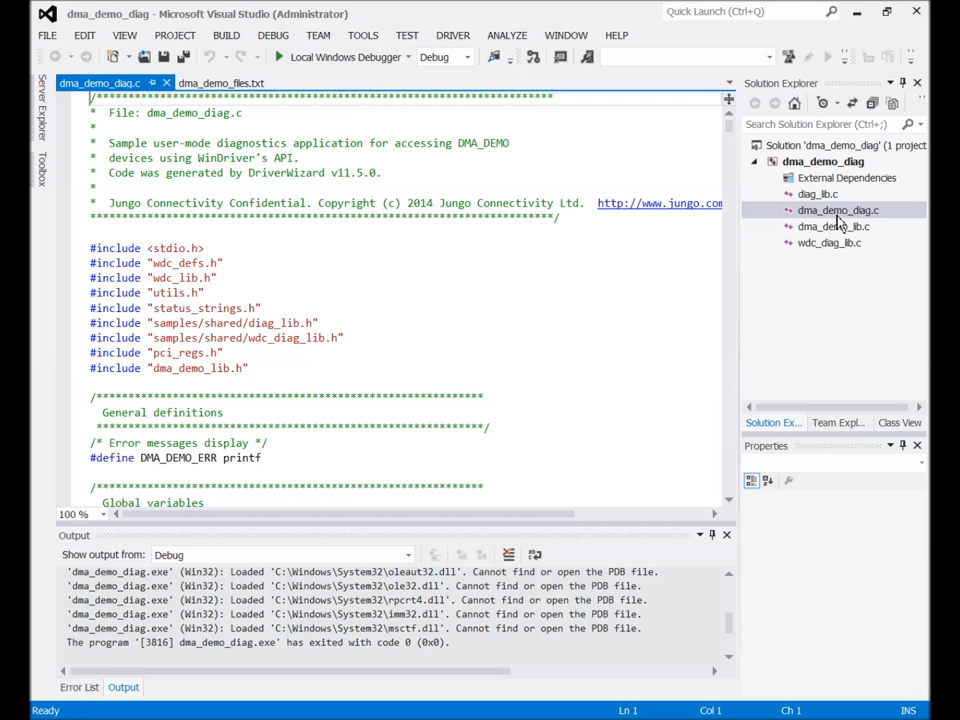 dma_demo_diag - Microsoft Visual Studio (Administrator)
Quick Launch (Ctrl+Q)
FILE EDIT VIEW PROJECT BUILD DEBUG TEAM TOOLS TEST DRIVER ANALYZE WINDOW HELP
Local Windows Debugger Debug
Server Explorer
Toolbox
dma_demo_diag.c dma_demo_files.txt
/************************************************************************
* File: dma_demo_diag.c
*
* Sample user-mode diagnostics application for accessing DMA_DEMO
* devices using WinDriver's API.
* Code was generated by DriverWizard v11.5.0.
*
* Jungo Connectivity Confidential. Copyright (c) 2014 Jungo Connectivity Ltd. http://www.jungo.com
*************************************************************************/
#include <stdio.h>
#include "wdc_defs.h"
#include "wdc_lib.h"
#include "utils.h"
#include "status_strings.h"
#include "samples/shared/diag_lib.h"
#include "samples/shared/wdc_diag_lib.h"
#include "pci_regs.h"
#include "dma_demo_lib.h"
/*************************************************************
General definitions
*************************************************************/
/* Error messages display */
#define DMA_DEMO_ERR printf
/*************************************************************
Global variables
100 %
Solution Explorer
Search Solution Explorer (Ctrl+;)
Solution 'dma_demo_diag' (1 project
dma_demo_diag
External Dependencies
diag_lib.c
dma_demo_diag.c
dma_demo_lib.c
wdc_diag_lib.c
Solution Ex... Team Expl... Class View
Properties
Output
Show output from: Debug
'dma_demo_diag.exe' (Win32): Loaded 'C:\Windows\System32\oleaut32.dll'. Cannot find or open the PDB file.
'dma_demo_diag.exe' (Win32): Loaded 'C:\Windows\System32\ole32.dll'. Cannot find or open the PDB file.
'dma_demo_diag.exe' (Win32): Loaded 'C:\Windows\System32\rpcrt4.dll'. Cannot find or open the PDB file.
'dma_demo_diag.exe' (Win32): Loaded 'C:\Windows\System32\imm32.dll'. Cannot find or open the PDB file.
'dma_demo_diag.exe' (Win32): Loaded 'C:\Windows\System32\msctf.dll'. Cannot find or open the PDB file.
The program '[3816] dma_demo_diag.exe' has exited with code 0 (0x0).
Error List Output
Ready Ln 1 Col 1 Ch 1 INS